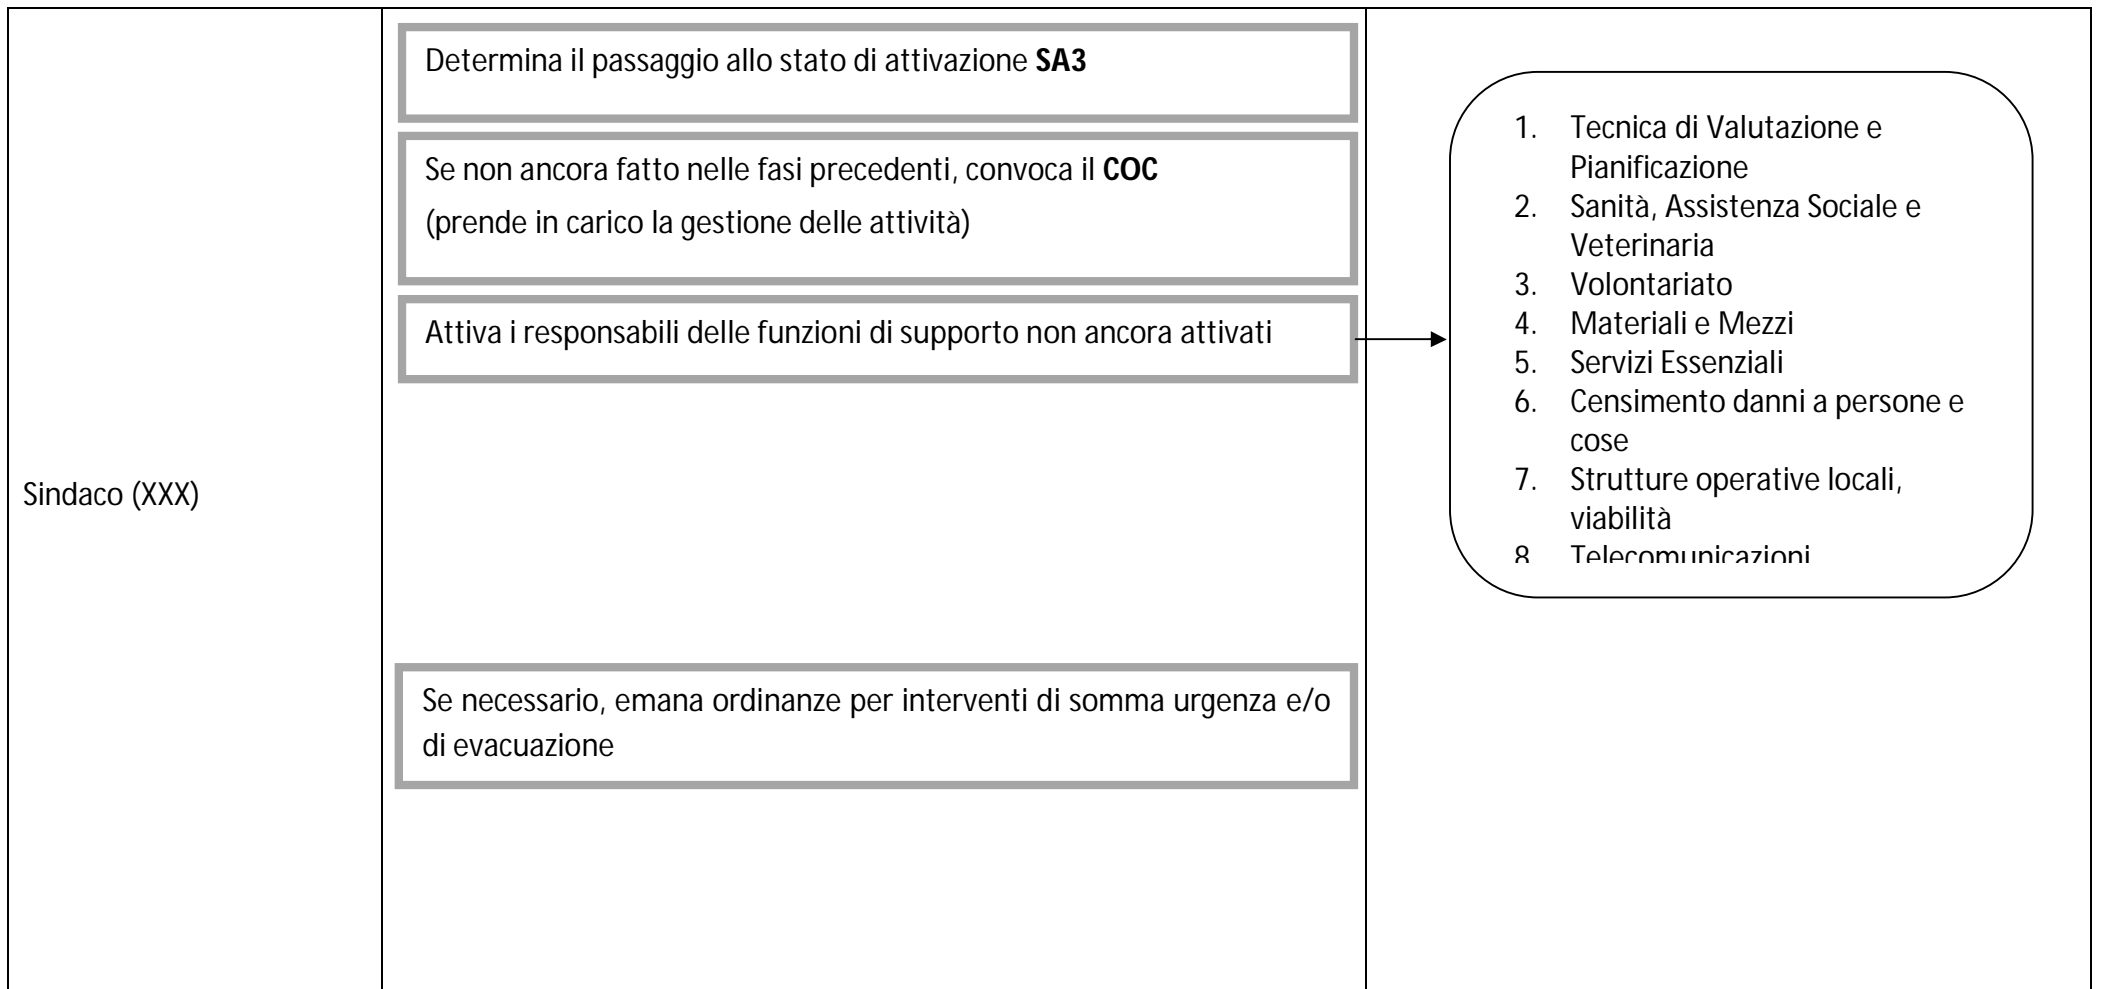 Sindaco (XXX)
Determina il passaggio allo stato di attivazione SA3
Se non ancora fatto nelle fasi precedenti, convoca il COC
(prende in carico la gestione delle attività)
Attiva i responsabili delle funzioni di supporto non ancora attivati
Se necessario, emana ordinanze per interventi di somma urgenza e/o
di evacuazione
1. Tecnica di Valutazione e
Pianificazione
2. Sanità, Assistenza Sociale e
Veterinaria
3. Volontariato
4. Materiali e Mezzi
5. Servizi Essenziali
6. Censimento danni a persone e
cose
7. Strutture operative locali,
viabilità
8. Telecomunicazioni